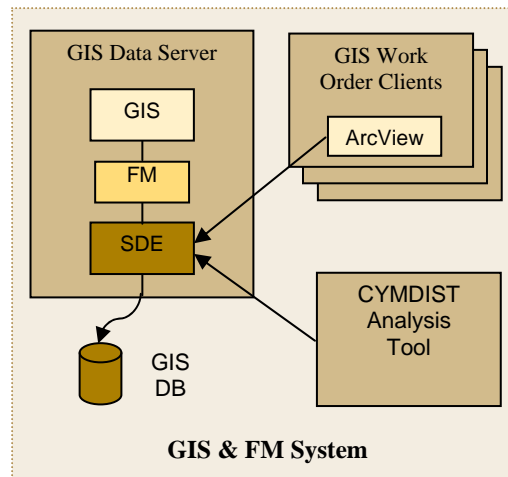 GIS Data Server
GIS
FM
SDE
GIS
DB
GIS Work
Order Clients
ArcView
CYMDIST
Analysis
Tool
GIS & FM System